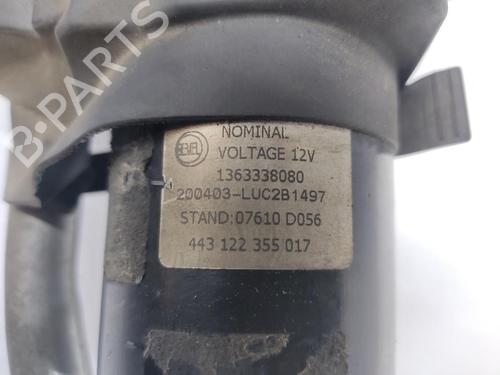 B-PARTS
NOMINAL
VOLTAGE 12V
1363338080
200403-LUC2B1497
STAND:07610 D056
443 122 355 017